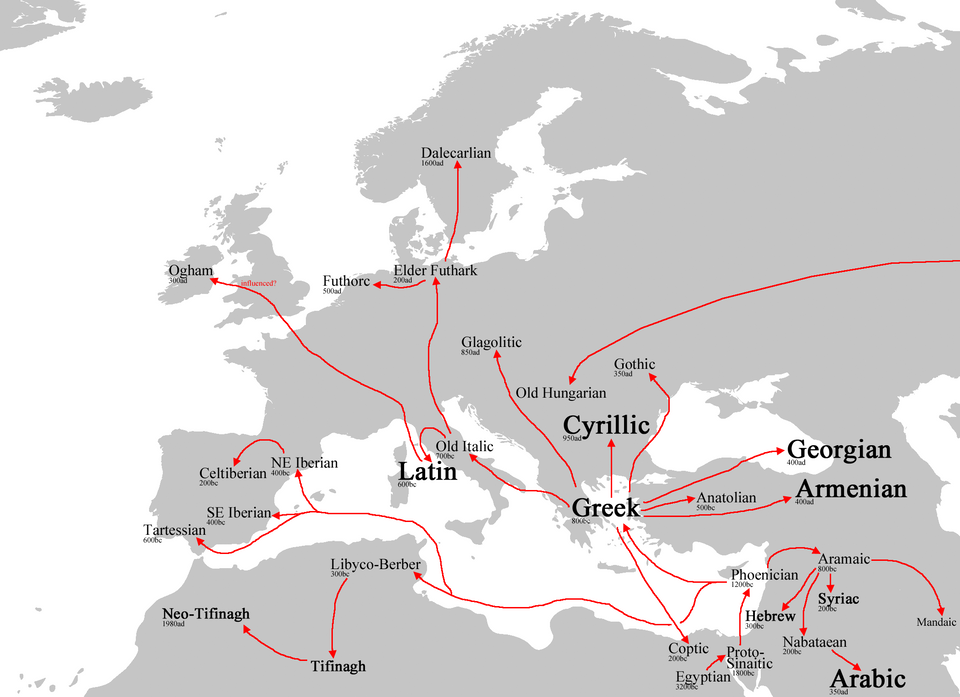 Dalecarlian
1600ad
Ogham
300ad
influenced?
Futhorc
500ad
Elder Futhark
200ad
Glagolitic
850ad
Gothic
350ad
Old Hungarian
Cyrillic
950ad
Old Italic
700bc
Latin
600bc
NE Iberian
400bc
Celtiberian
200bc
SE Iberian
400bc
Tartessian
600bc
Georgian
400ad
Armenian
400ad
Anatolian
500bc
Greek
800bc
Libyco-Berber
300bc
Neo-Tifinagh
1980ad
Tifinagh
Phoenician
1200bc
Aramaic
800bc
Syriac
200bc
Hebrew
300bc
Mandaic
Nabataean
200bc
Coptic
200bc
Proto-
Sinaitic
1800bc
Egyptian
3200bc
Arabic
350ad